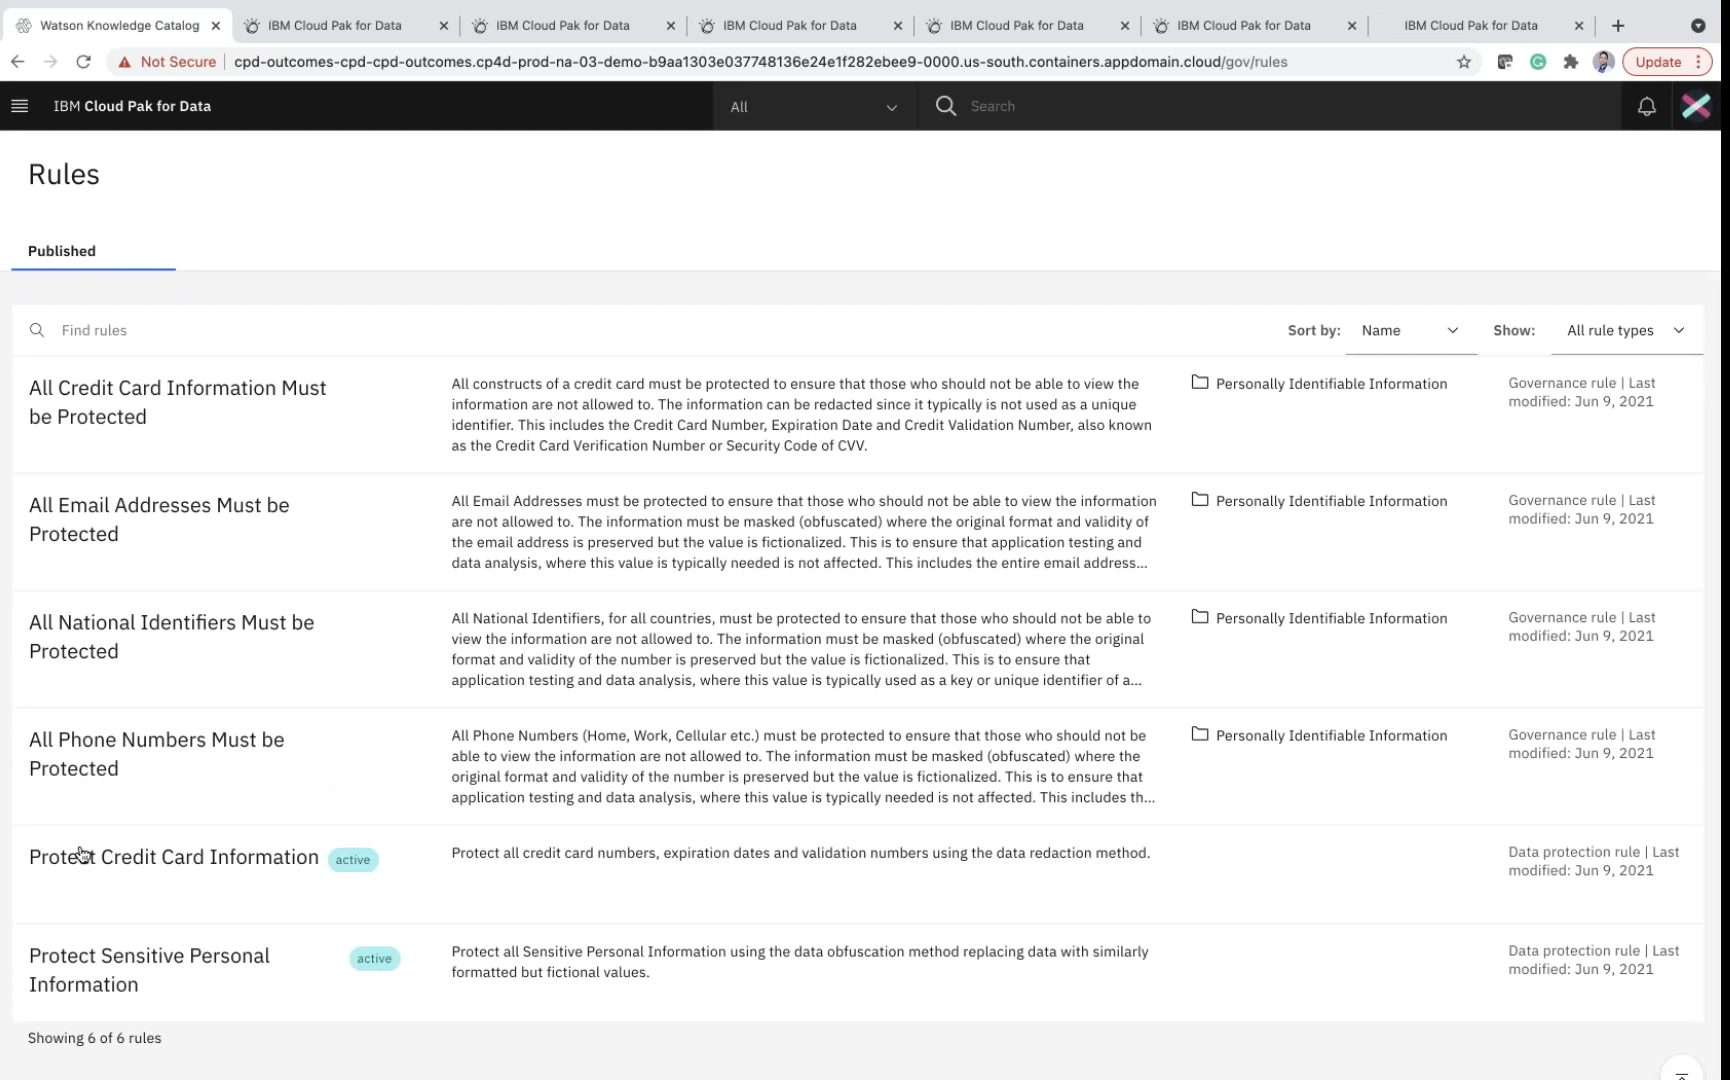 Watson Knowledge Catalog
IBM Cloud Pak for Data
IBM Cloud Pak for Data
IBM Cloud Pak for Data
IBM Cloud Pak for Data
IBM Cloud Pak for Data
IBM Cloud Pak for Data
Not Secure
cpd-outcomes-cpd-cpd-outcomes.cp4d-prod-na-03-demo-b9aa1303e037748136e24e1f282ebee9-0000.us-south.containers.appdomain.cloud/gov/rules
Update
IBM Cloud Pak for Data
All
Search
Rules
Published
Find rules
Sort by:
Name
Show:
All rule types
All Credit Card Information Must
be Protected
All constructs of a credit card must be protected to ensure that those who should not be able to view the
information are not allowed to. The information can be redacted since it typically is not used as a unique
identifier. This includes the Credit Card Number, Expiration Date and Credit Validation Number, also known
as the Credit Card Verification Number or Security Code of CVV.
Personally Identifiable Information
Governance rule | Last
modified: Jun 9, 2021
All Email Addresses Must be
Protected
All Email Addresses must be protected to ensure that those who should not be able to view the information
are not allowed to. The information must be masked (obfuscated) where the original format and validity of
the email address is preserved but the value is fictionalized. This is to ensure that application testing and
data analysis, where this value is typically needed is not affected. This includes the entire email address...
Personally Identifiable Information
Governance rule | Last
modified: Jun 9, 2021
All National Identifiers Must be
Protected
All National Identifiers, for all countries, must be protected to ensure that those who should not be able to
view the information are not allowed to. The information must be masked (obfuscated) where the original
format and validity of the number is preserved but the value is fictionalized. This is to ensure that
application testing and data analysis, where this value is typically used as a key or unique identifier of a...
Personally Identifiable Information
Governance rule | Last
modified: Jun 9, 2021
All Phone Numbers Must be
Protected
All Phone Numbers (Home, Work, Cellular etc.) must be protected to ensure that those who should not be
able to view the information are not allowed to. The information must be masked (obfuscated) where the
original format and validity of the number is preserved but the value is fictionalized. This is to ensure that
application testing and data analysis, where this value is typically needed is not affected. This includes th...
Personally Identifiable Information
Governance rule | Last
modified: Jun 9, 2021
Protect Credit Card Information
active
Protect all credit card numbers, expiration dates and validation numbers using the data redaction method.
Data protection rule | Last
modified: Jun 9, 2021
Protect Sensitive Personal
Information
active
Protect all Sensitive Personal Information using the data obfuscation method replacing data with similarly
formatted but fictional values.
Data protection rule | Last
modified: Jun 9, 2021
Showing 6 of 6 rules